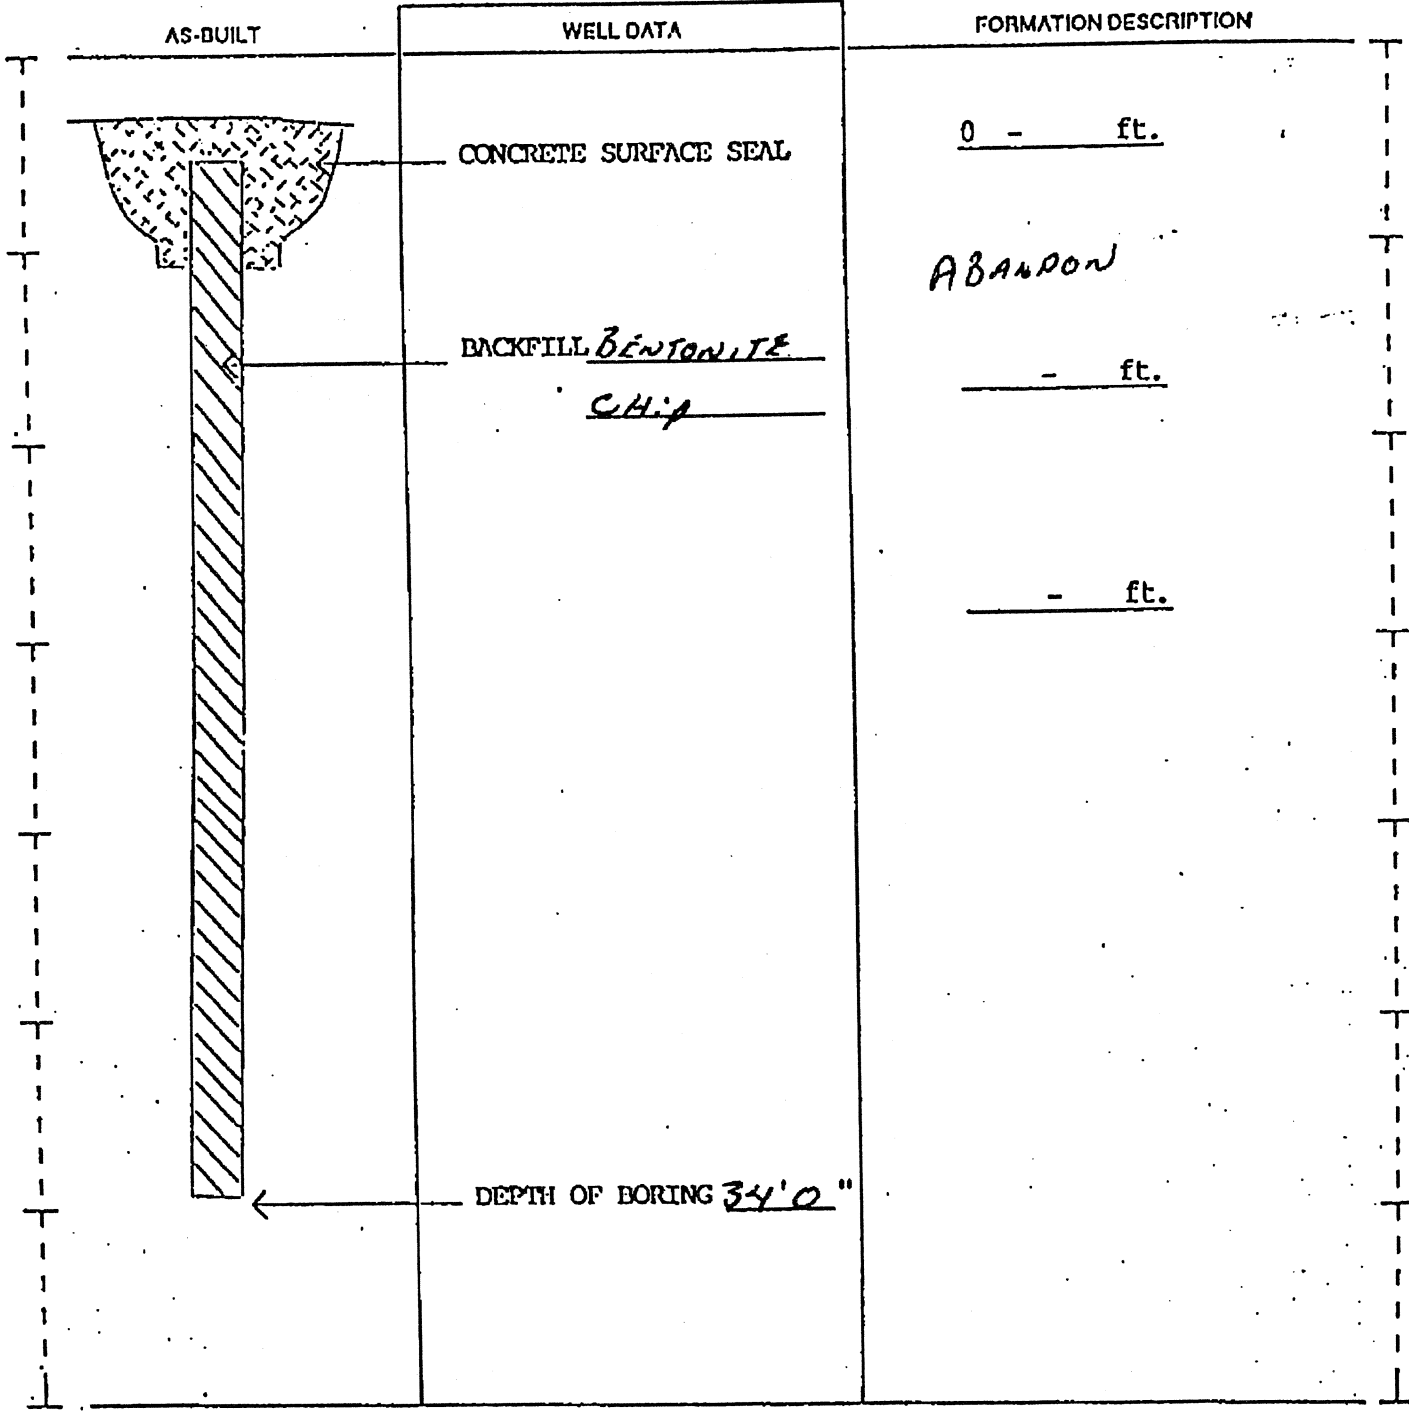 AS-BUILT
WELL DATA
FORMATION DESCRIPTION
CONCRETE SURFACE SEAL
0 - ft.
ABANDON
BACKFILL BENTONITE
CHIP
- ft.
- ft.
DEPTH OF BORING 34'0"